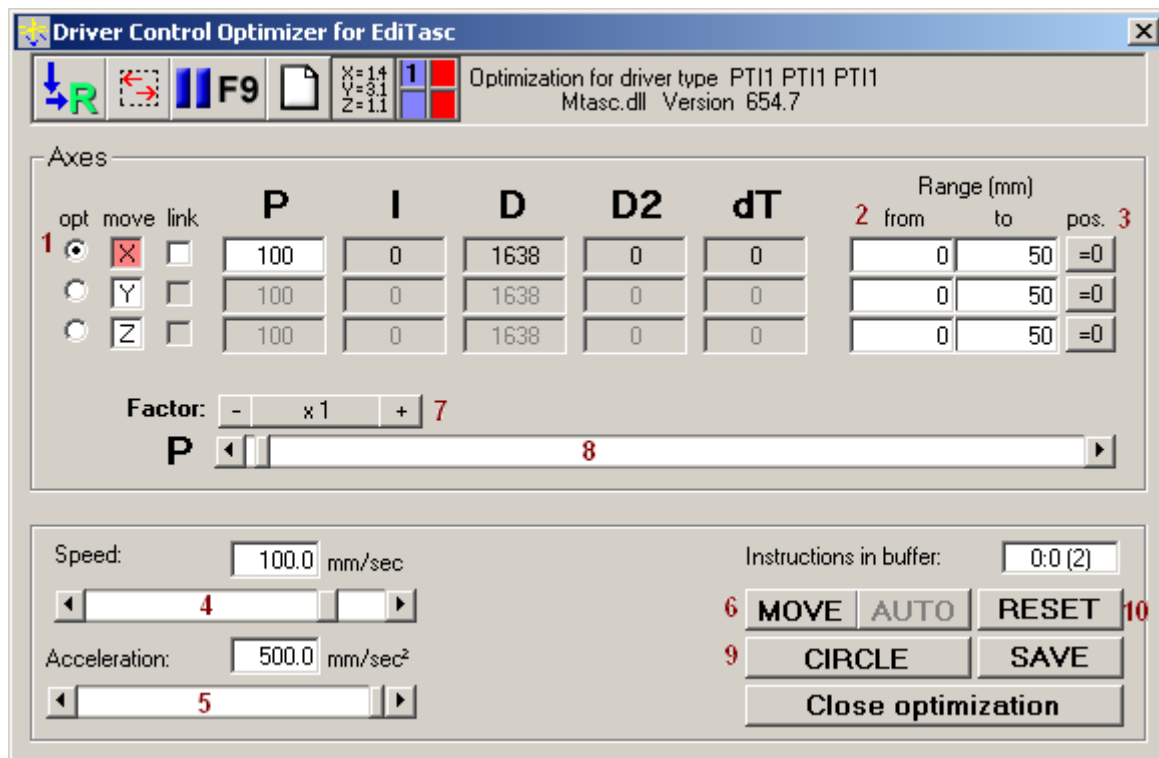 Driver Control Optimizer for EdiTasc
R F9 X=1.4 Y=3.1 Z=1.1 1
Optimization for driver type PTI1 PTI1 PTI1
Mtasc.dll Version 654.7
Axes
Range (mm)
opt move link P I D D2 dT 2 from to pos. 3
1 X 100 0 1638 0 0 0 50 =0
Y 100 0 1638 0 0 0 50 =0
Z 100 0 1638 0 0 0 50 =0
Factor: - x1 + 7
P 8
Speed: 100.0 mm/sec
4
Acceleration: 500.0 mm/sec²
5
Instructions in buffer: 0:0 (2)
6 MOVE AUTO RESET 10
9 CIRCLE SAVE
Close optimization